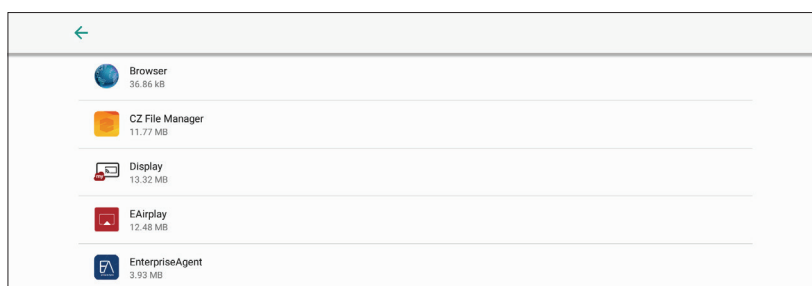 Browser
36.86 kB
CZ File Manager
11.77 MB
Display
13.32 MB
EAirplay
12.48 MB
EnterpriseAgent
3.93 MB